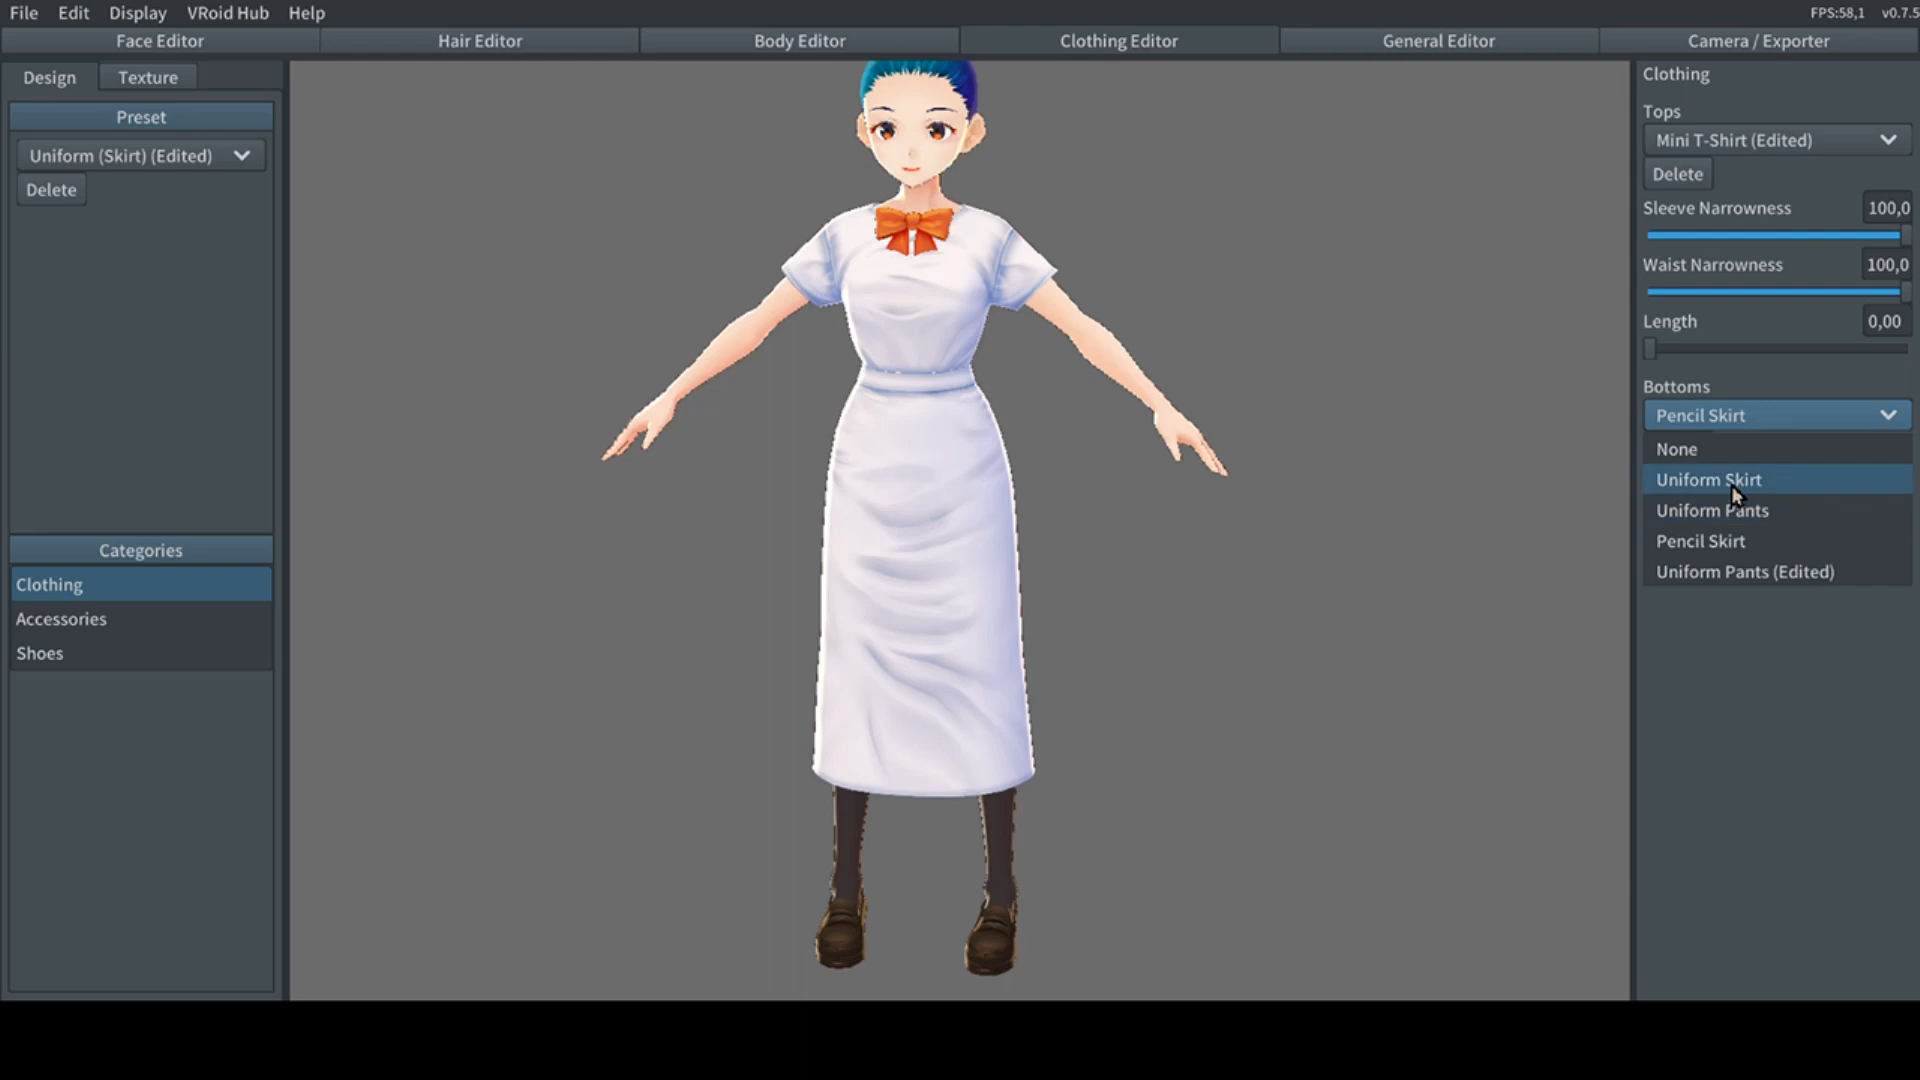 File Edit Display VRoid Hub Help
FPS:58,1 v0.7.5
Face Editor
Hair Editor
Body Editor
Clothing Editor
General Editor
Camera / Exporter
Design
Texture
Preset
Uniform (Skirt) (Edited)
Delete
Categories
Clothing
Accessories
Shoes
Clothing
Tops
Mini T-Shirt (Edited)
Delete
Sleeve Narrowness 100,0
Waist Narrowness 100,0
Length 0,00
Bottoms
Pencil Skirt
None
Uniform Skirt
Uniform Pants
Pencil Skirt
Uniform Pants (Edited)